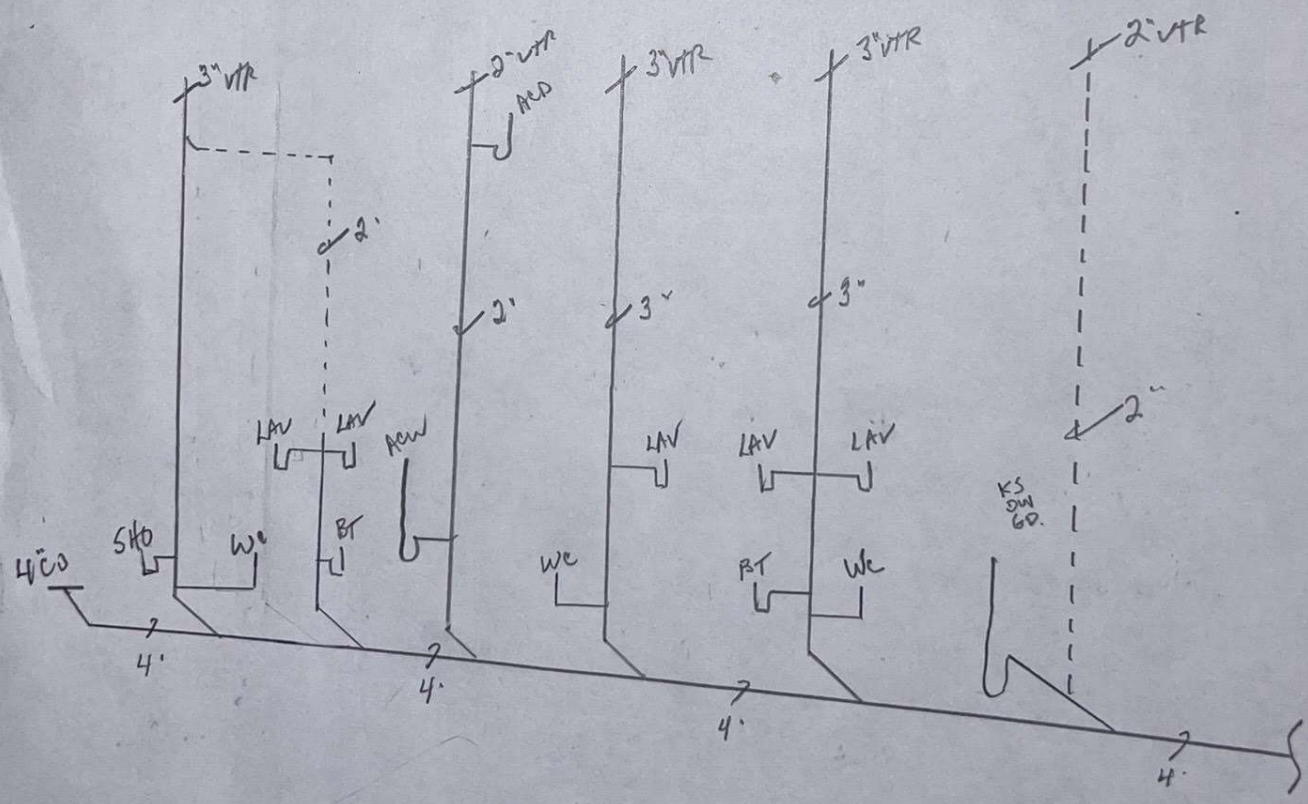 3" VTR
2" VTR
ACD
3" VTR
3" VTR
2" VTR
2"
2"
3"
3"
2"
LAV
LAV
ACW
LAV
LAV
LAV
KS
DW
GD.
SHO
WC
BT
WC
BT
WC
4"CO
4"
4"
4"
4"